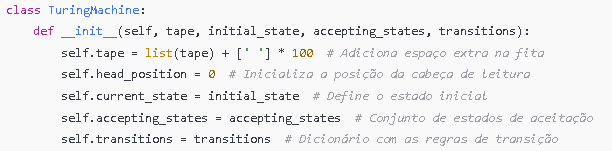 class TuringMachine:
def __init__(self, tape, initial_state, accepting_states, transitions):
self.tape = list(tape) + [' '] * 100 # Adiciona espaço extra na fita
self.head_position = 0 # Inicializa a posição da cabeça de leitura
self.current_state = initial_state # Define o estado inicial
self.accepting_states = accepting_states # Conjunto de estados de aceitação
self.transitions = transitions # Dicionário com as regras de transição